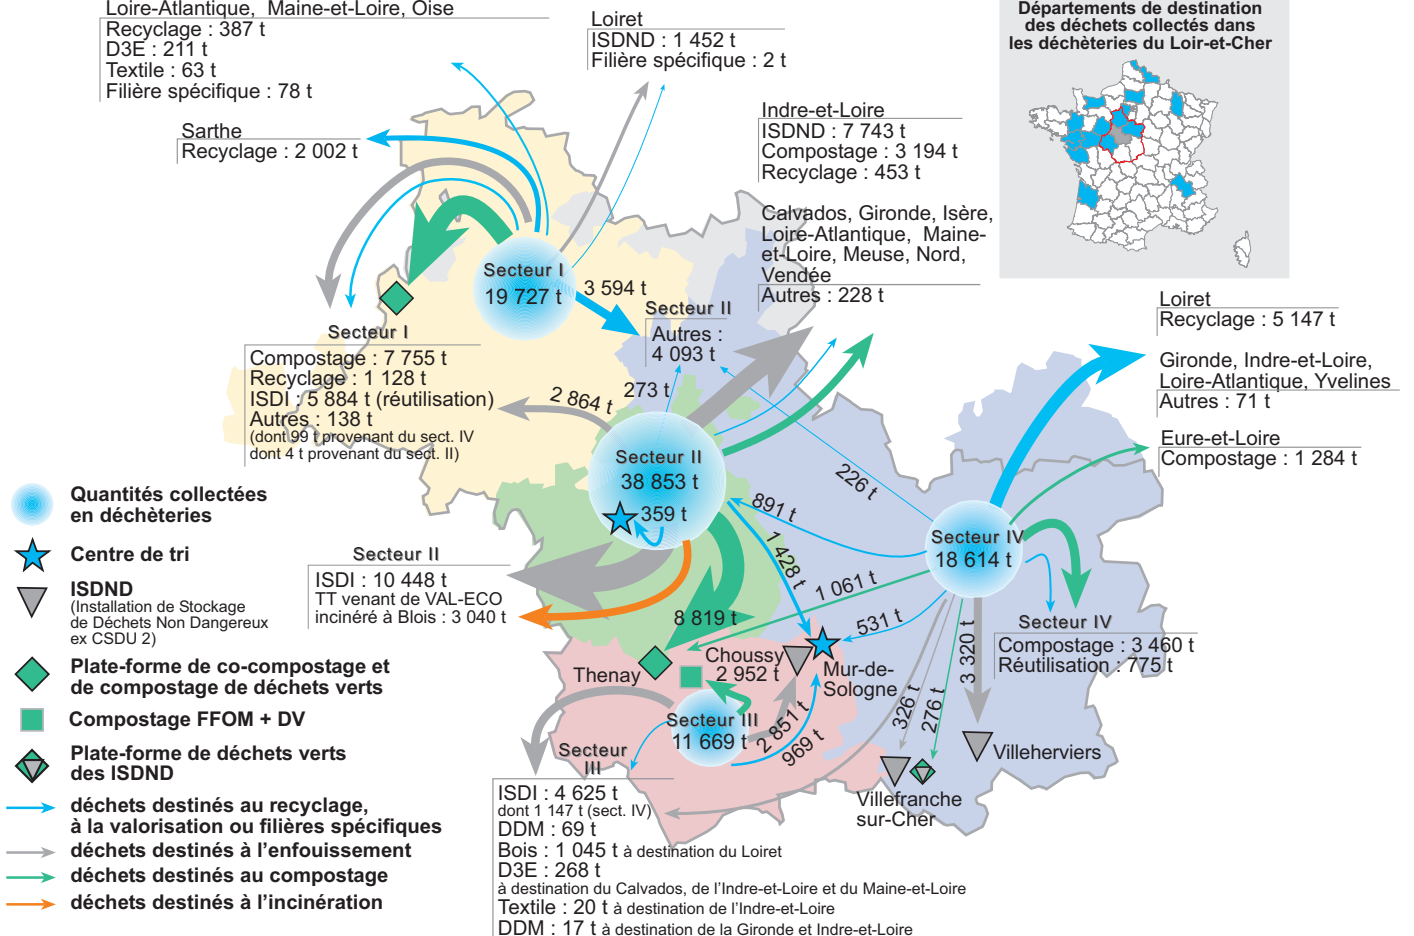 Loire-Atlantique, Maine-et-Loire, Oise
Recyclage : 387 t
D3E : 211 t
Textile : 63 t
Filière spécifique : 78 t
Sarthe
Recyclage : 2 002 t
Loiret
ISDND : 1 452 t
Filière spécifique : 2 t
Indre-et-Loire
ISDND : 7 743 t
Compostage : 3 194 t
Recyclage : 453 t
Calvados, Gironde, Isère,
Loire-Atlantique, Maine-
et-Loire, Meuse, Nord,
Vendée
Autres : 228 t
Départements de destination
des déchets collectés dans
les déchèteries du Loir-et-Cher
Loiret
Recyclage : 5 147 t
Gironde, Indre-et-Loire,
Loire-Atlantique, Yvelines
Autres : 71 t
Eure-et-Loire
Compostage : 1 284 t
Secteur I
19 727 t
3 594 t
Secteur II
Autres :
4 093 t
273 t
2 864 t
Secteur I
Compostage : 7 755 t
Recyclage : 1 128 t
ISDI : 5 884 t (réutilisation)
Autres : 138 t
(dont 99 t provenant du sect. IV
dont 4 t provenant du sect. II)
Secteur II
38 853 t
359 t
226 t
891 t
1 428 t
1 061 t
531 t
8 819 t
Secteur IV
18 614 t
Secteur IV
Compostage : 3 460 t
Réutilisation : 775 t
3 320 t
326 t
276 t
Secteur II
ISDI : 10 448 t
TT venant de VAL-ECO
incinéré à Blois : 3 040 t
Thenay
Choussy
2 952 t
Mur-de-
Sologne
Secteur III
11 669 t
2 851 t
969 t
Villeherviers
Villefranche
sur-Cher
Secteur
III
ISDI : 4 625 t
dont 1 147 t (sect. IV)
DDM : 69 t
Bois : 1 045 t à destination du Loiret
D3E : 268 t
à destination du Calvados, de l'Indre-et-Loire et du Maine-et-Loire
Textile : 20 t à destination de l'Indre-et-Loire
DDM : 17 t à destination de la Gironde et Indre-et-Loire
Quantités collectées
en déchèteries
Centre de tri
ISDND
(Installation de Stockage
de Déchets Non Dangereux
ex CSDU 2)
Plate-forme de co-compostage et
de compostage de déchets verts
Compostage FFOM + DV
Plate-forme de déchets verts
des ISDND
déchets destinés au recyclage,
à la valorisation ou filières spécifiques
déchets destinés à l'enfouissement
déchets destinés au compostage
déchets destinés à l'incinération